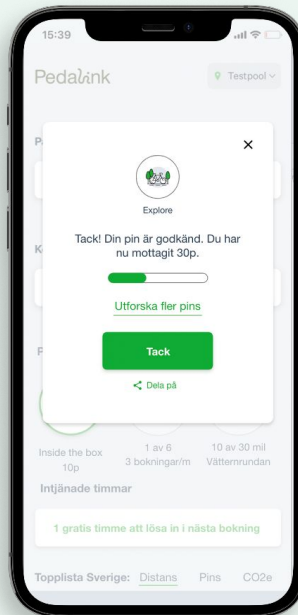 15:39
Pedalink
Testpool
P
Explore
Tack! Din pin är godkänd. Du har
nu mottagit 30p.
K
Utforska fler pins
Tack
P
Dela på
Inside the box
10p
1 av 6
3 bokningar/m
10 av 30 mil
Vätternrundan
Intjänade timmar
1 gratis timme att lösa in i nästa bokning
Topplista Sverige: Distans Pins CO2e